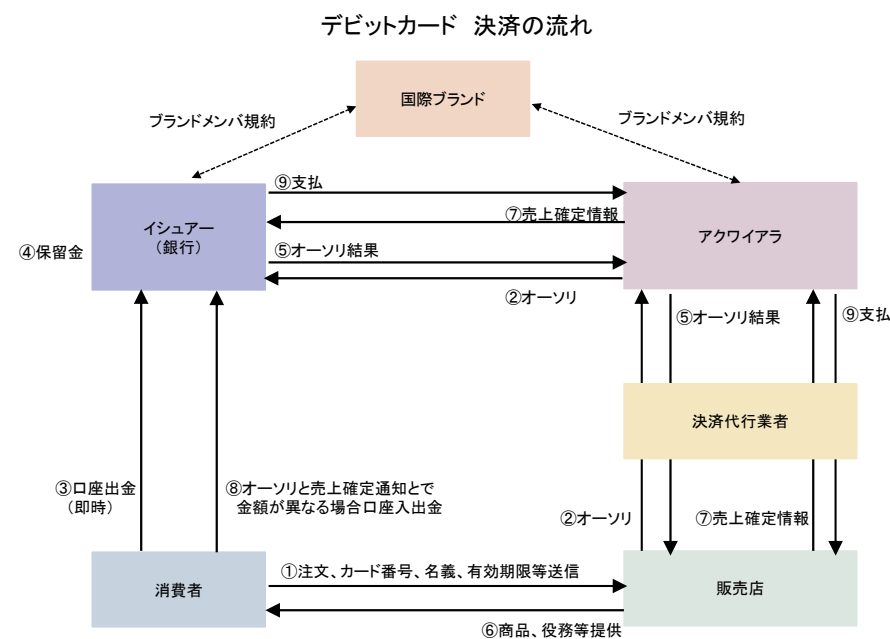 デビットカード 決済の流れ
国際ブランド
ブランドメンバ規約
ブランドメンバ規約
⑨支払
イシュアー
（銀行）
⑦売上確定情報
アクワイアラ
④保留金
⑤オーソリ結果
②オーソリ
⑤オーソリ結果
⑨支払
決済代行業者
③口座出金
（即時）
⑧オーソリと売上確定通知とで
金額が異なる場合口座入出金
②オーソリ
⑦売上確定情報
消費者
①注文、カード番号、名義、有効期限等送信
販売店
⑥商品、役務等提供